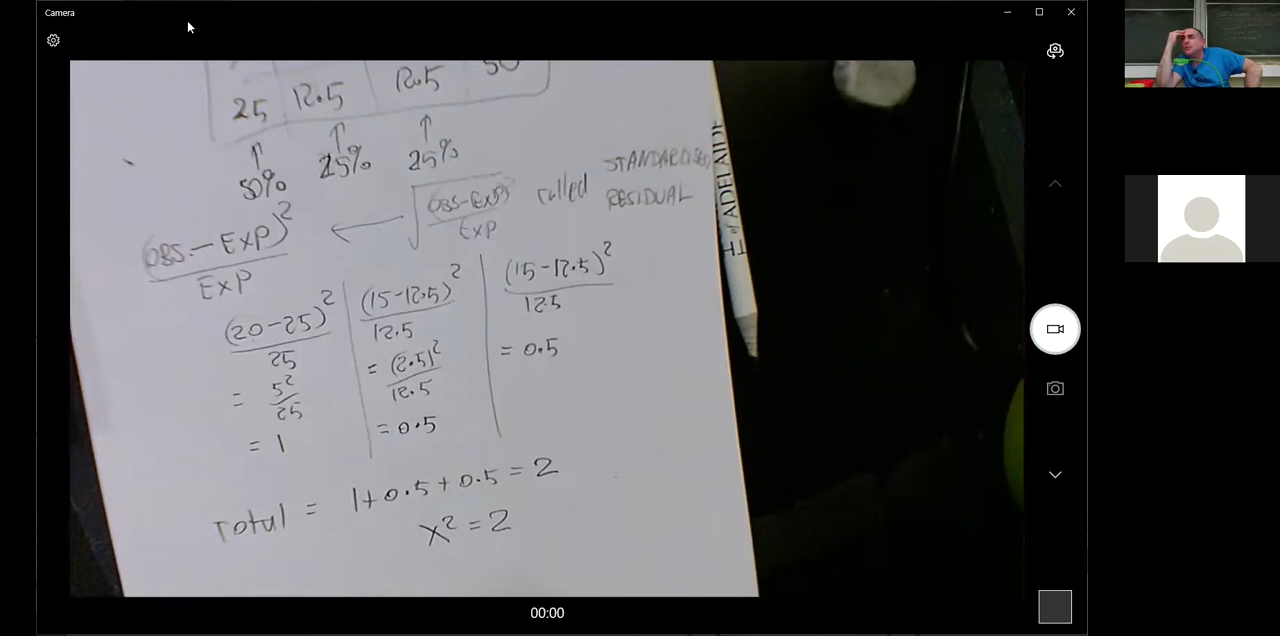 Camera
25 12.5 12.5 50
50% 25% 25%
(OBS.-EXP)²/EXP ← √(OBS-EXP)/EXP called STANDARDISED RESIDUAL
(20-25)²/25 (15-12.5)²/12.5 (15-12.5)²/12.5
= 5²/25 = (2.5)²/12.5 = 0.5
= 1 = 0.5
Total = 1+0.5+0.5=2
X²=2
of ADELAIDE
00:00